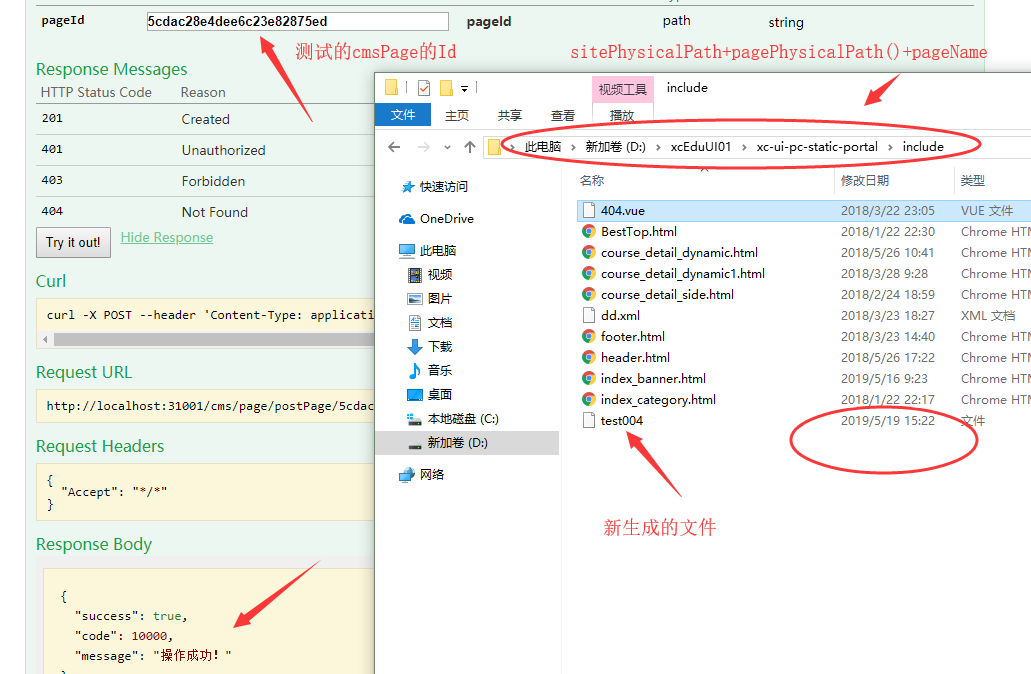 pageId 5cdac28e4dee6c23e82875ed pageId path string
测试的cmsPage的Id
sitePhysicalPath+pagePhysicalPath()+pageName
Response Messages
HTTP Status Code Reason
201 Created
401 Unauthorized
403 Forbidden
404 Not Found
Try it out! Hide Response
Curl
curl -X POST --header 'Content-Type: applicati
Request URL
http://localhost:31001/cms/page/postPage/5cdac
Request Headers
{
"Accept": "*/*"
}
Response Body
{
"success": true,
"code": 10000,
"message": "操作成功！"
视频工具 include
文件 主页 共享 查看 播放
此电脑 新加卷 (D:) xcEduUI01 xc-ui-pc-static-portal include
快速访问
OneDrive
此电脑
视频
图片
文档
下载
音乐
桌面
本地磁盘 (C:)
新加卷 (D:)
网络
名称 修改日期 类型
404.vue 2018/3/22 23:05 VUE 文件
BestTop.html 2018/1/22 22:30 Chrome HTM
course_detail_dynamic.html 2018/5/26 10:41 Chrome HTM
course_detail_dynamic1.html 2018/3/28 9:28 Chrome HTM
course_detail_side.html 2018/2/24 18:59 Chrome HTM
dd.xml 2018/3/23 18:27 XML 文档
footer.html 2018/3/23 14:40 Chrome HTM
header.html 2018/5/26 17:22 Chrome HTM
index_banner.html 2019/5/16 9:23 Chrome HTM
index_category.html 2018/1/22 22:17 Chrome HTM
test004 2019/5/19 15:22 文件
新生成的文件